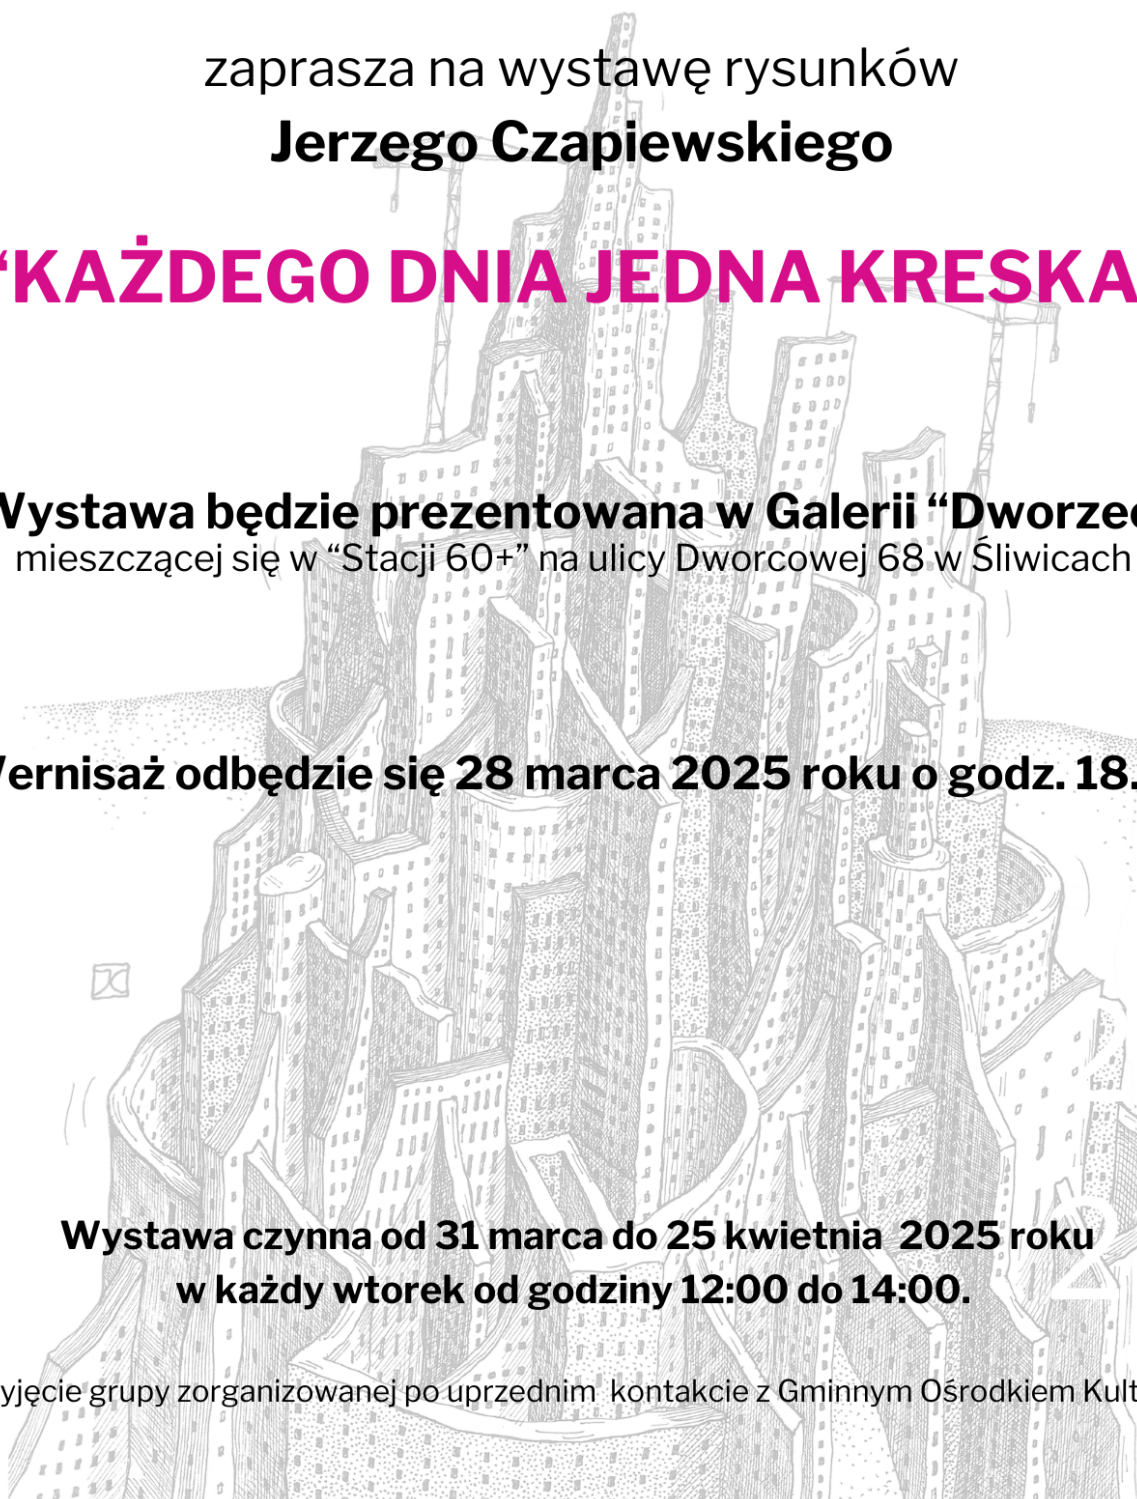 zaprasza na wystawę rysunków
Jerzego Czapiewskiego
“KAŻDEGO DNIA JEDNA KRESKA
Wystawa będzie prezentowana w Galerii “Dworzec
mieszczącej się w “Stacji 60+” na ulicy Dworcowej 68 w Śliwicach
Wernisaż odbędzie się 28 marca 2025 roku o godz. 18.
Wystawa czynna od 31 marca do 25 kwietnia 2025 roku
w każdy wtorek od godziny 12:00 do 14:00.
yjęcie grupy zorganizowanej po uprzednim kontakcie z Gminnym Ośrodkiem Kult